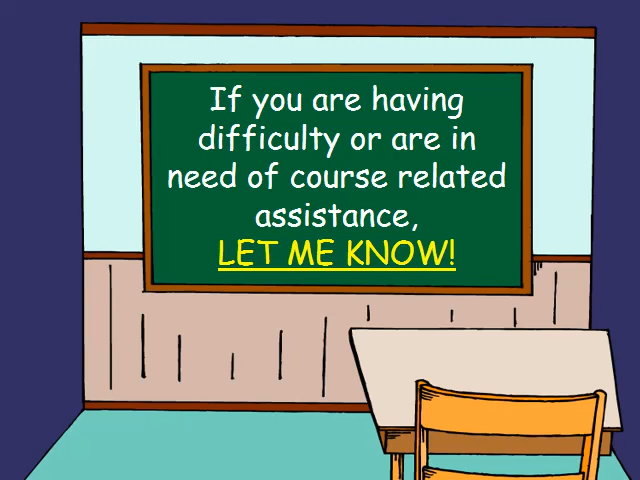 If you are having
difficulty or are in
need of course related
assistance,
LET ME KNOW!